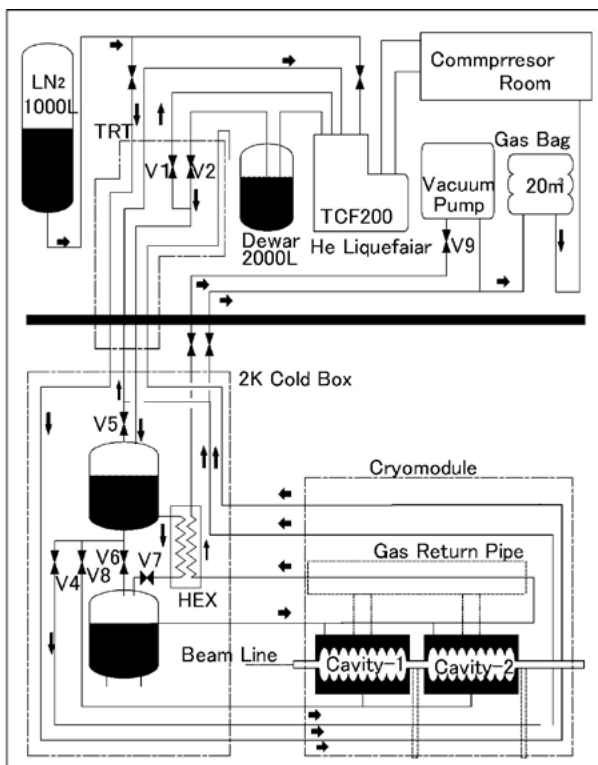 LN2
1000L
Commprresor
Room
TRT
Gas Bag
V1
V2
Vacuum
Pump
20m³
TCF200
Dewar
2000L
He Liquefaiar
V9
2K Cold Box
V5
Cryomodule
Gas Return Pipe
V6
V7
V4
V8
HEX
Beam Line
Cavity-1
Cavity-2